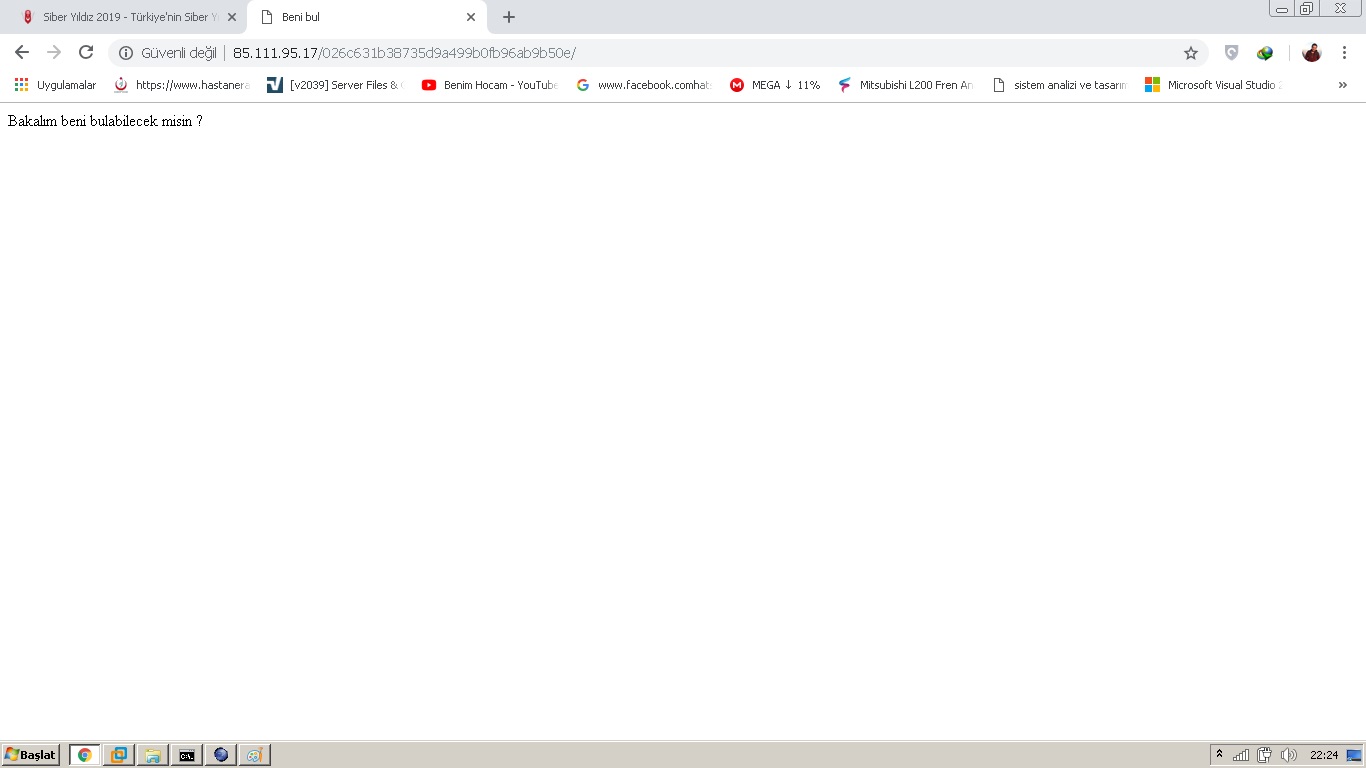 Siber Yıldız 2019 - Türkiye'nin Siber Y
Beni bul
Güvenli değil
85.111.95.17/026c631b38735d9a499b0fb96ab9b50e/
Uygulamalar
https://www.hastanera
[v2039] Server Files &
Benim Hocam - YouTube
www.facebook.comhat
MEGA ↓ 11%
Mitsubishi L200 Fren An
sistem analizi ve tasarım
Microsoft Visual Studio
»
Bakalım beni bulabilecek misin ?
Başlat
22:24